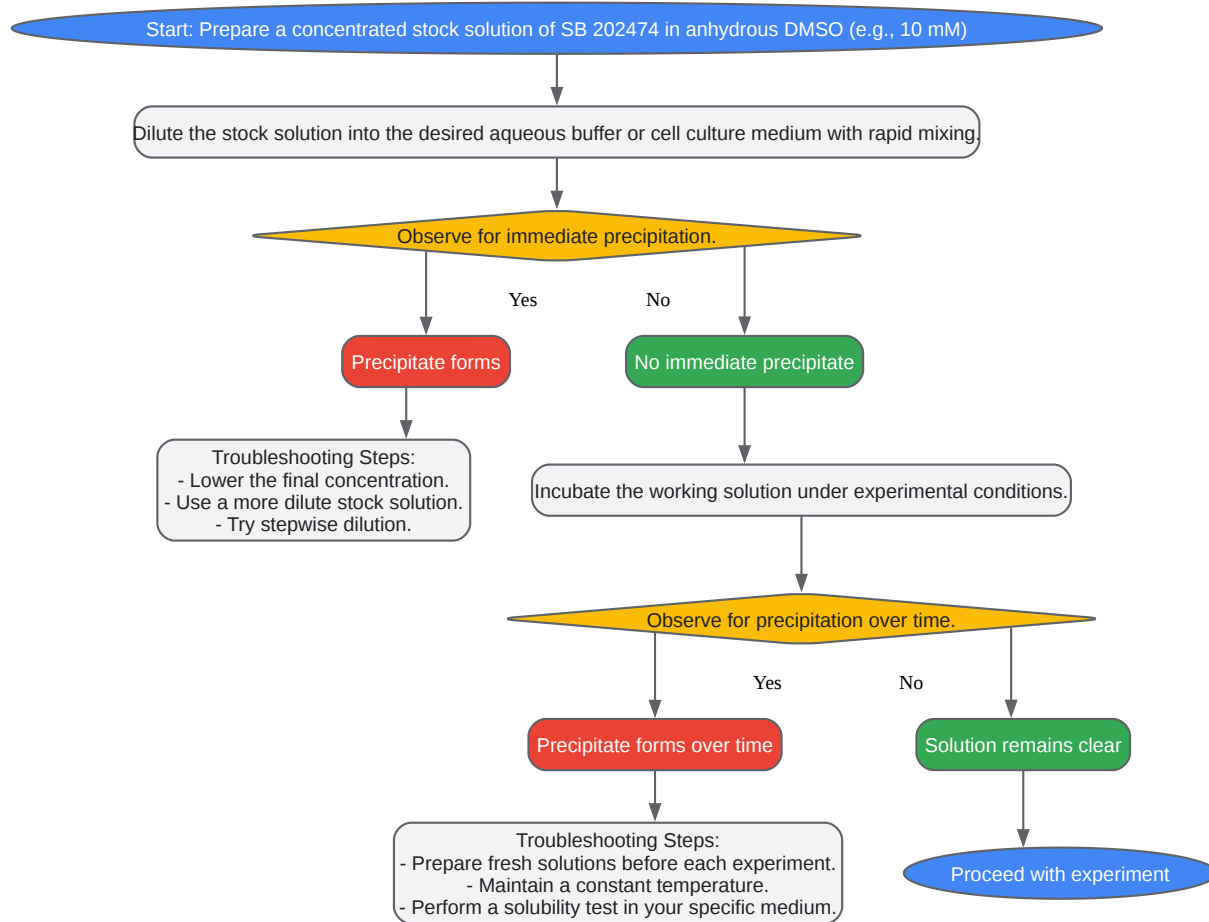 Start: Prepare a concentrated stock solution of SB 202474 in anhydrous DMSO (e.g., 10 mM)
Dilute the stock solution into the desired aqueous buffer or cell culture medium with rapid mixing.
Observe for immediate precipitation.
Yes
No
Precipitate forms
No immediate precipitate
Troubleshooting Steps:
- Lower the final concentration.
- Use a more dilute stock solution.
- Try stepwise dilution.
Incubate the working solution under experimental conditions.
Observe for precipitation over time.
Yes
No
Precipitate forms over time
Solution remains clear
Troubleshooting Steps:
- Prepare fresh solutions before each experiment.
- Maintain a constant temperature.
- Perform a solubility test in your specific medium.
Proceed with experiment